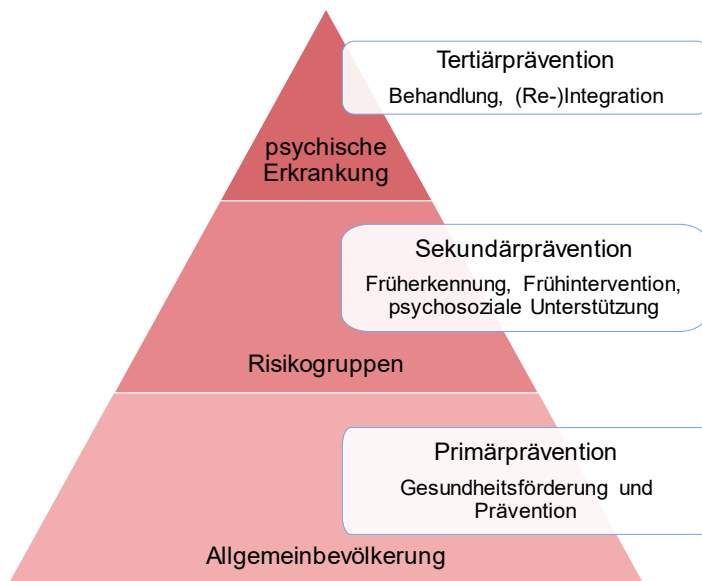 Tertiärprävention
Behandlung, (Re-)Integration
psychische
Erkrankung
Sekundärprävention
Früherkennung, Frühintervention,
psychosoziale Unterstützung
Risikogruppen
Primärprävention
Gesundheitsförderung und
Prävention
Allgemeinbevölkerung